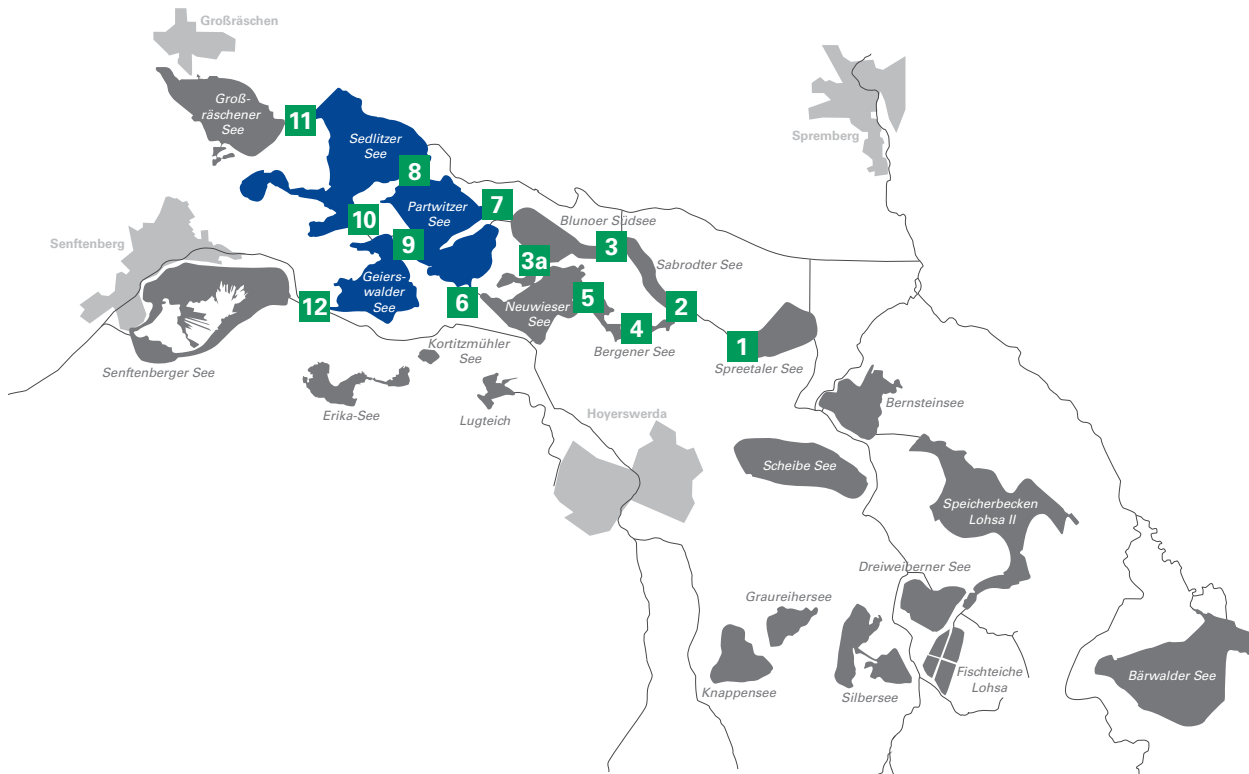 Großräschen
Groß-
räschener
See
11
Sedlitzer
See
Spremberg
8
7
Partwitzer
See
10
Blunoer Südsee
Senftenberg
9
3
3a
Sabrodter See
Geiers-
walder
See
12
6
Neuwieser
See
5
2
4
1
Kortitzmühler
See
Bergener See
Spreetaler See
Senftenberger See
Erika-See
Lugteich
Bernsteinsee
Hoyerswerda
Scheibe See
Speicherbecken
Lohsa II
Dreiweiberner See
Graureihersee
Knappensee
Silbersee
Fischteiche
Lohsa
Bärwalder See